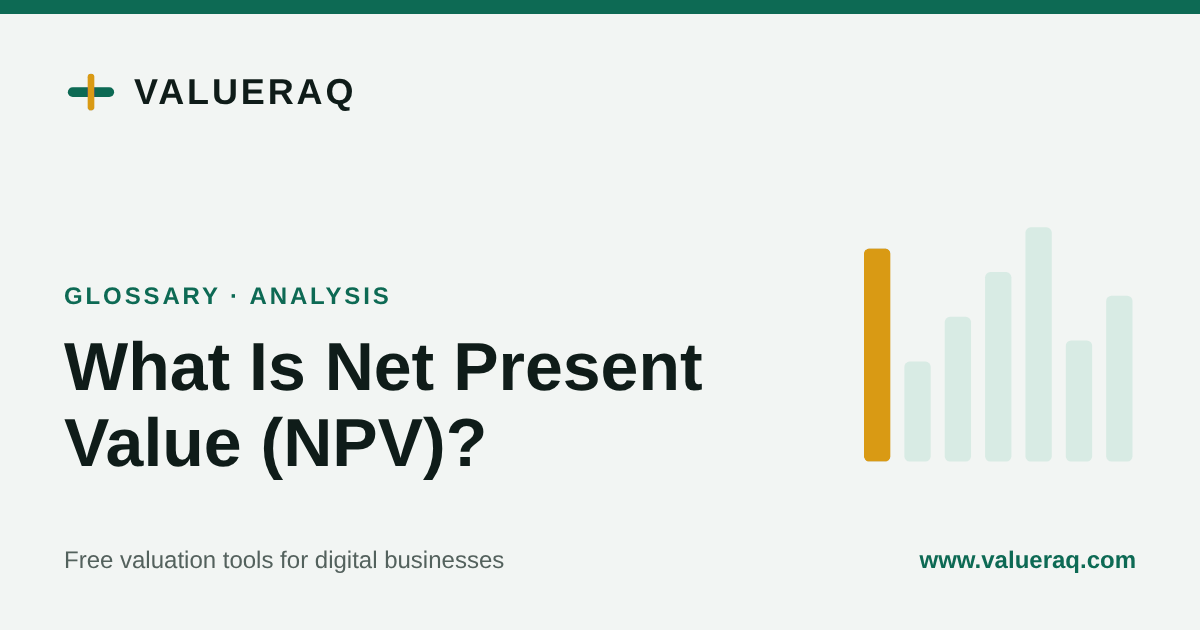 VALUERAQ
GLOSSARY · ANALYSIS
What Is Net Present
Value (NPV)?
Free valuation tools for digital businesses
www.valueraq.com